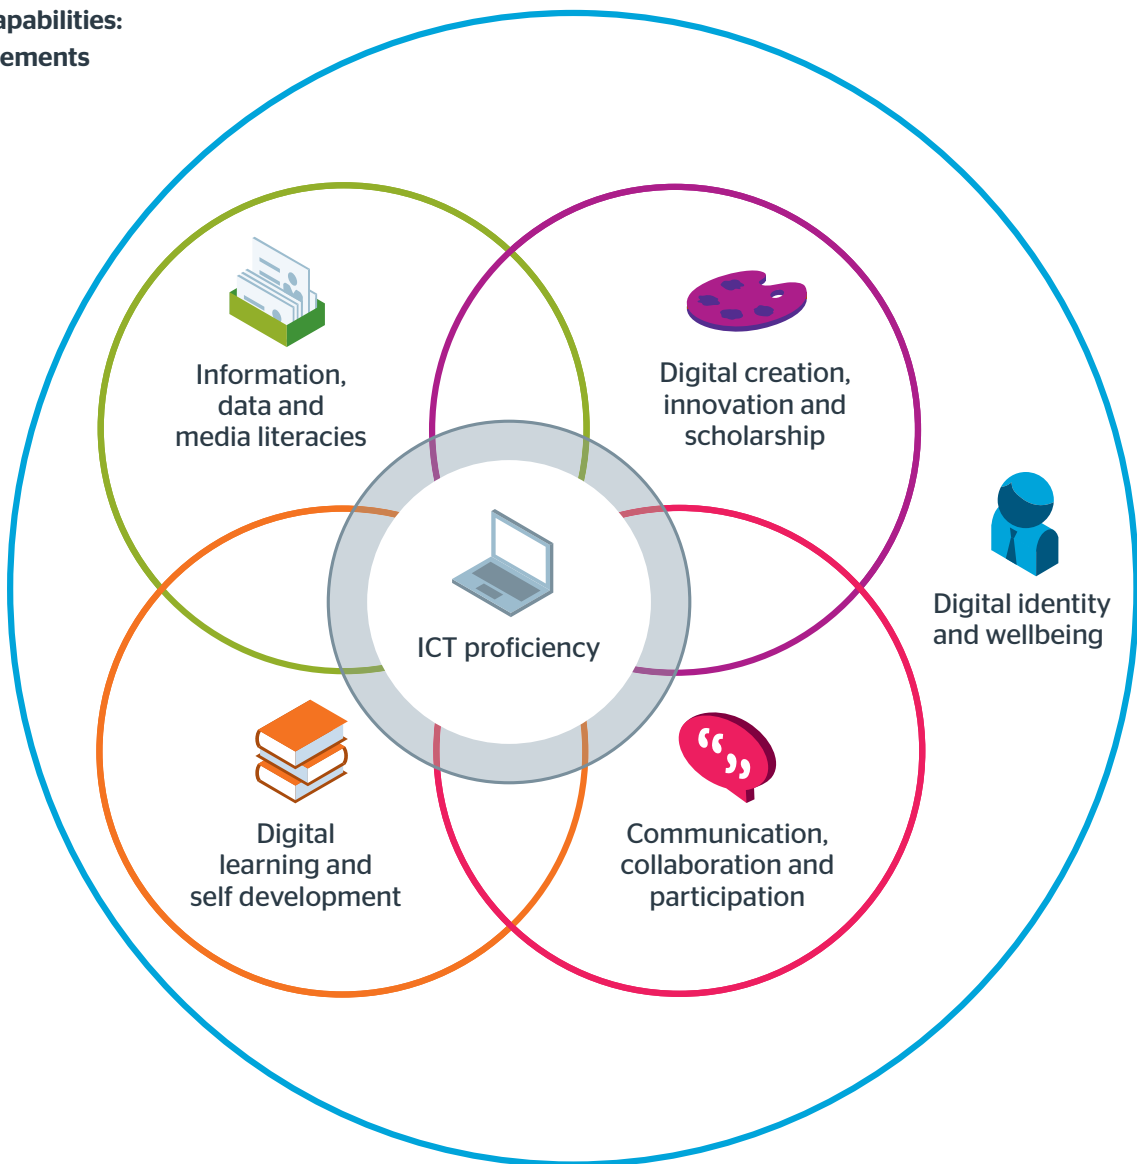 apabilities:
ements
Information,
data and
media literacies
Digital creation,
innovation and
scholarship
ICT proficiency
Digital identity
and wellbeing
Digital
learning and
self development
Communication,
collaboration and
participation